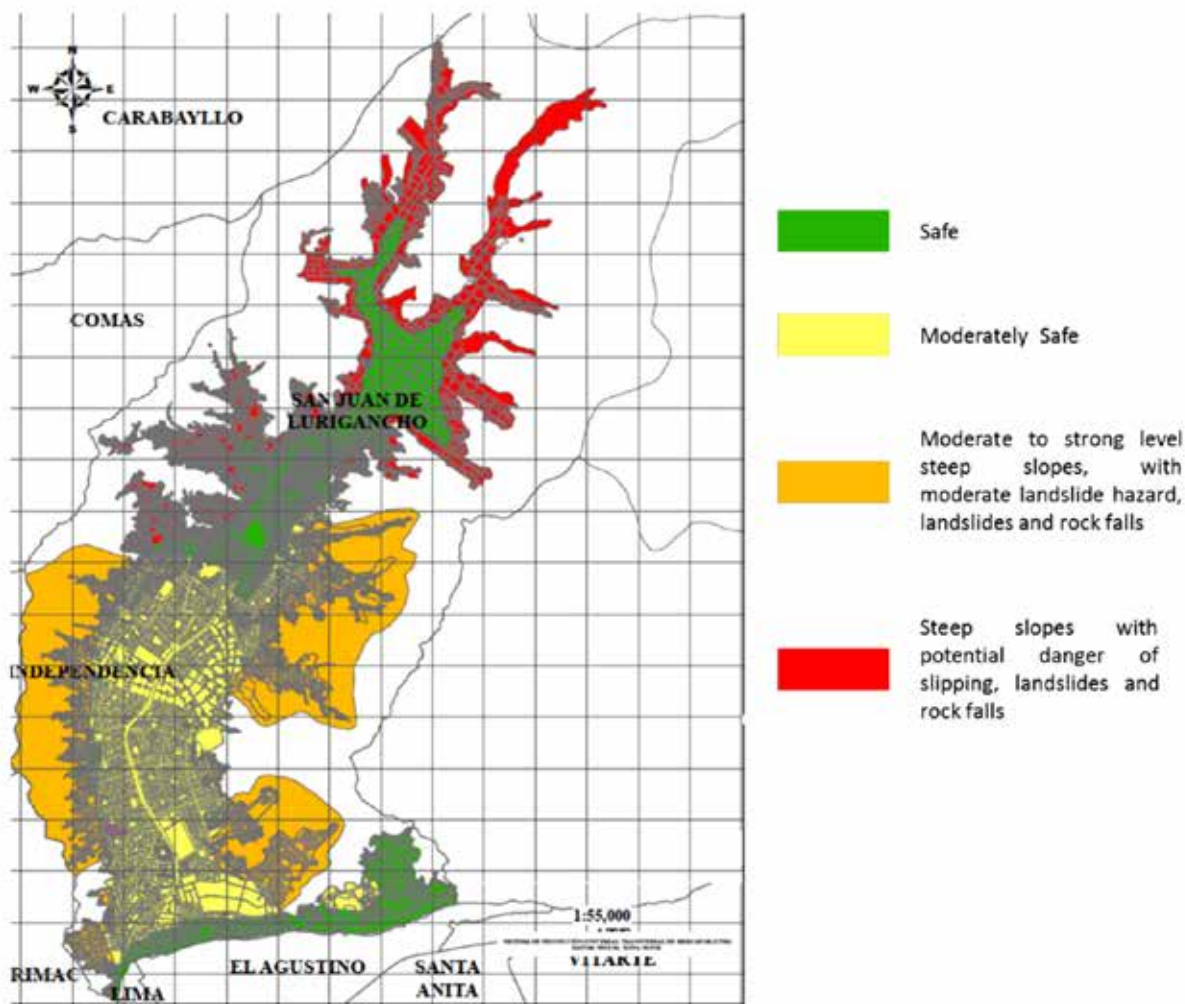 N
W
E
S
CARABAYLLO
COMAS
SAN JUAN DE
LURIGANCHO
INDEPENDENCIA
1:55,000
VITARTE
RIMAC
LIMA
EL AGUSTINO
SANTA
ANITA
Safe
Moderately Safe
Moderate to strong level
steep slopes, with
moderate landslide hazard,
landslides and rock falls
Steep slopes with
potential danger of
slipping, landslides and
rock falls